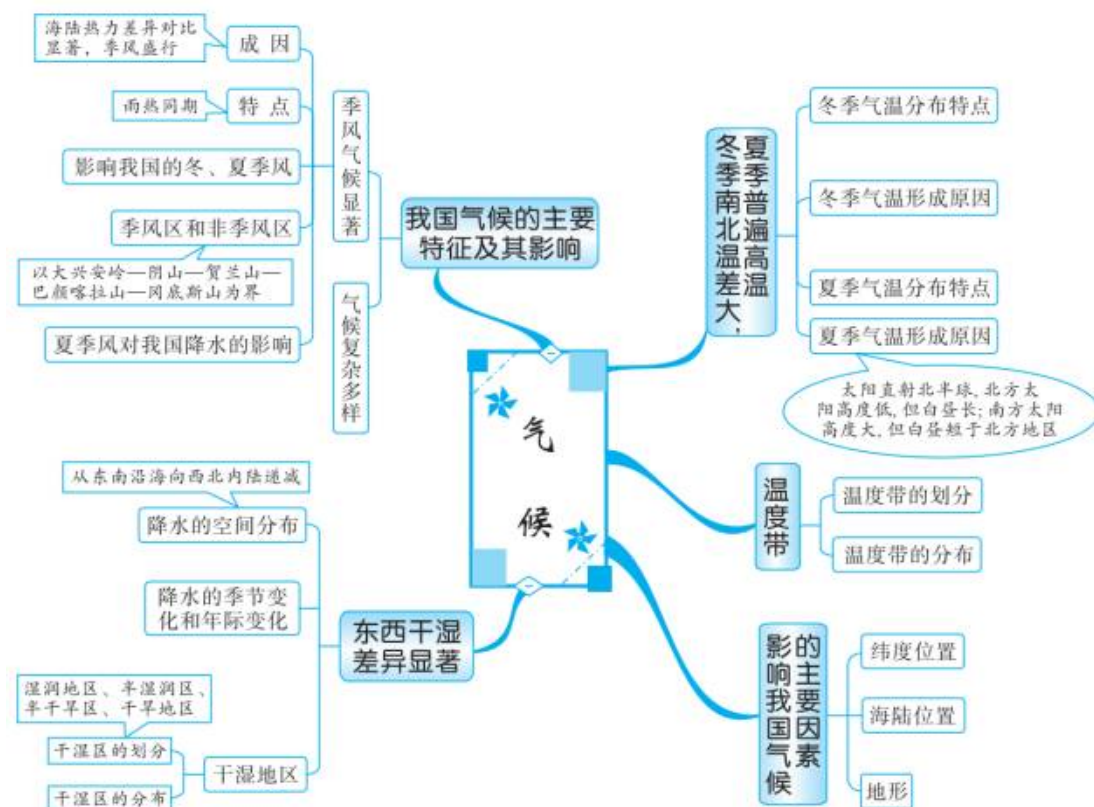 气
候
我国气候的主要
特征及其影响
季风气候显著
成因
海陆热力差异对比
显著，季风盛行
特点
雨热同期
影响我国的冬、夏季风
季风区和非季风区
以大兴安岭—阴山—贺兰山—
巴颜喀拉山—冈底斯山为界
夏季风对我国降水的影响
气候复杂多样
冬季南北温差大，
夏季普遍高温
冬季气温分布特点
冬季气温形成原因
夏季气温分布特点
夏季气温形成原因
太阳直射北半球,北方太
阳高度低,但白昼长;南方太阳
高度大,但白昼短于北方地区
温度带
温度带的划分
温度带的分布
东西干湿
差异显著
从东南沿海向西北内陆递减
降水的空间分布
降水的季节变
化和年际变化
干湿地区
湿润地区、半湿润区、
半干旱区、干旱地区
干湿区的划分
干湿区的分布
影响我国气候
的主要因素
纬度位置
海陆位置
地形